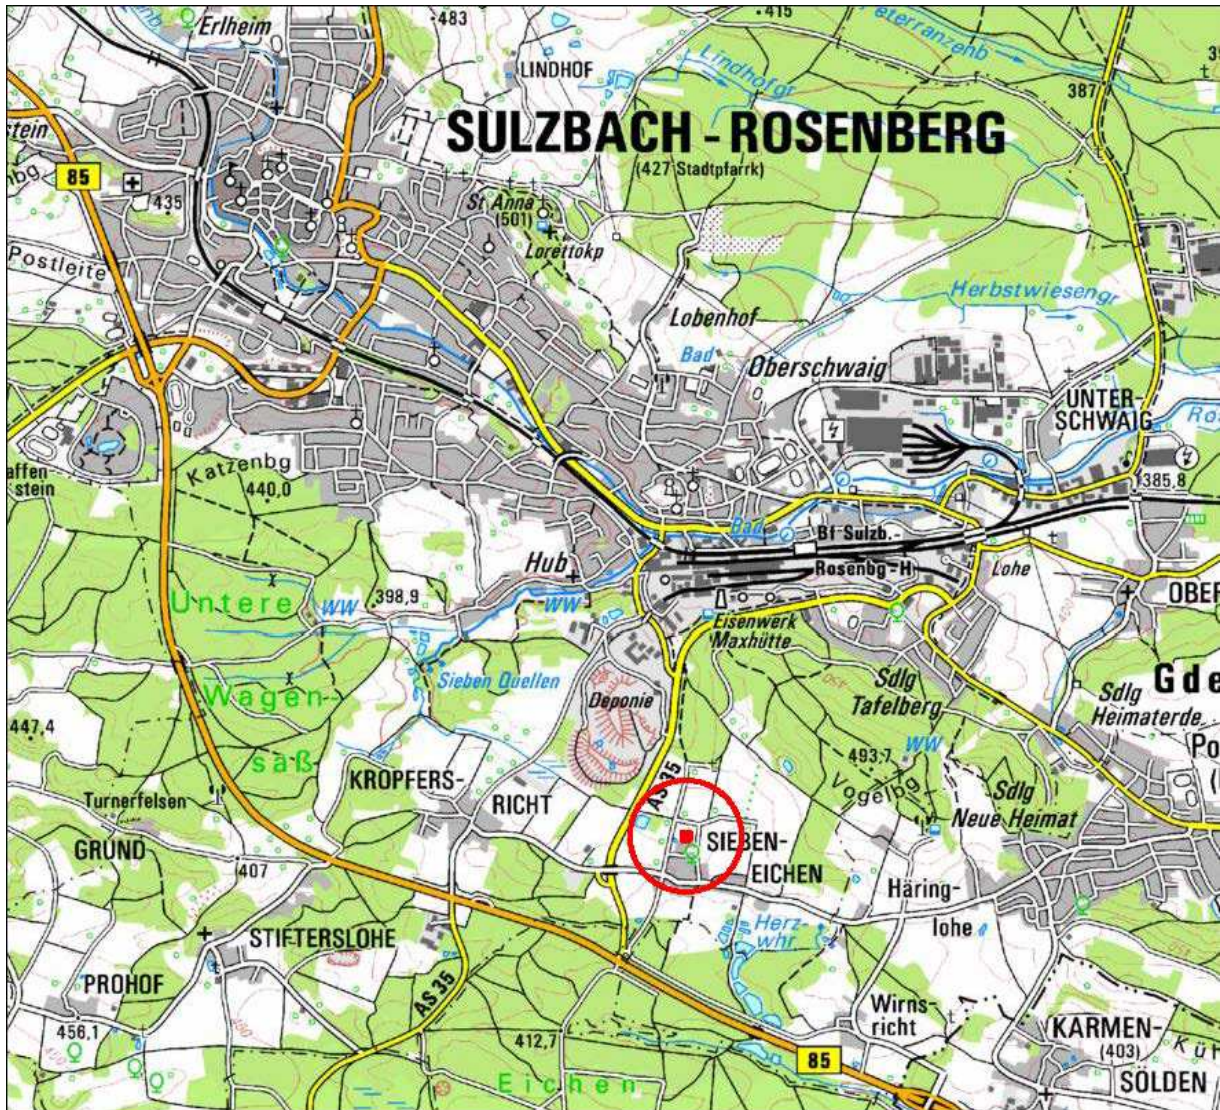 Erlheim
483
415
Peterranzenb
LINDHOF
Lindhofgr
387
SULZBACH - ROSENBERG
(427 Stadtpfarrk)
85
435
St Anna
(501)
Lorettokp
Postleite
Herbstwiesengr
Lobenhof
Bad
Oberschwaig
UNTER-
SCHWAIG
Katzenbg
440,0
385,8
Bad
Bf Sulzb.-
Rosenbg-H
Lohe
Hub
WW
398,9
WW
Untere
OBER
Eisenwerk
Maxhütte
Sieben Quellen
Wagen-
Deponie
Sdlg
Tafelberg
Sdlg
Heimaterde
Gde
447,4
493,7
WW
saß
KROPFERS-
RICHT
AS 35
Vogelbg
Sdlg
Neue Heimat
Turnerfelsen
GRUND
407
SIEBEN-
EICHEN
Häring-
lohe
Herz-
whr
STIFTERSLOHE
AS 35
PROHOF
456,1
412,7
Wirns-
richt
KARMEN-
(403)
SÖLDEN
85
Eichen